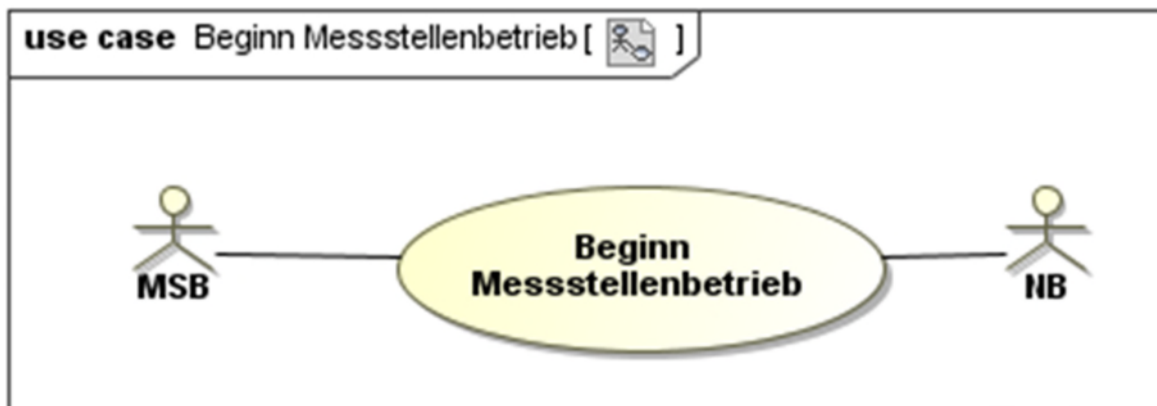 use case Beginn Messstellenbetrieb [ ]
Beginn
Messstellenbetrieb
MSB
NB